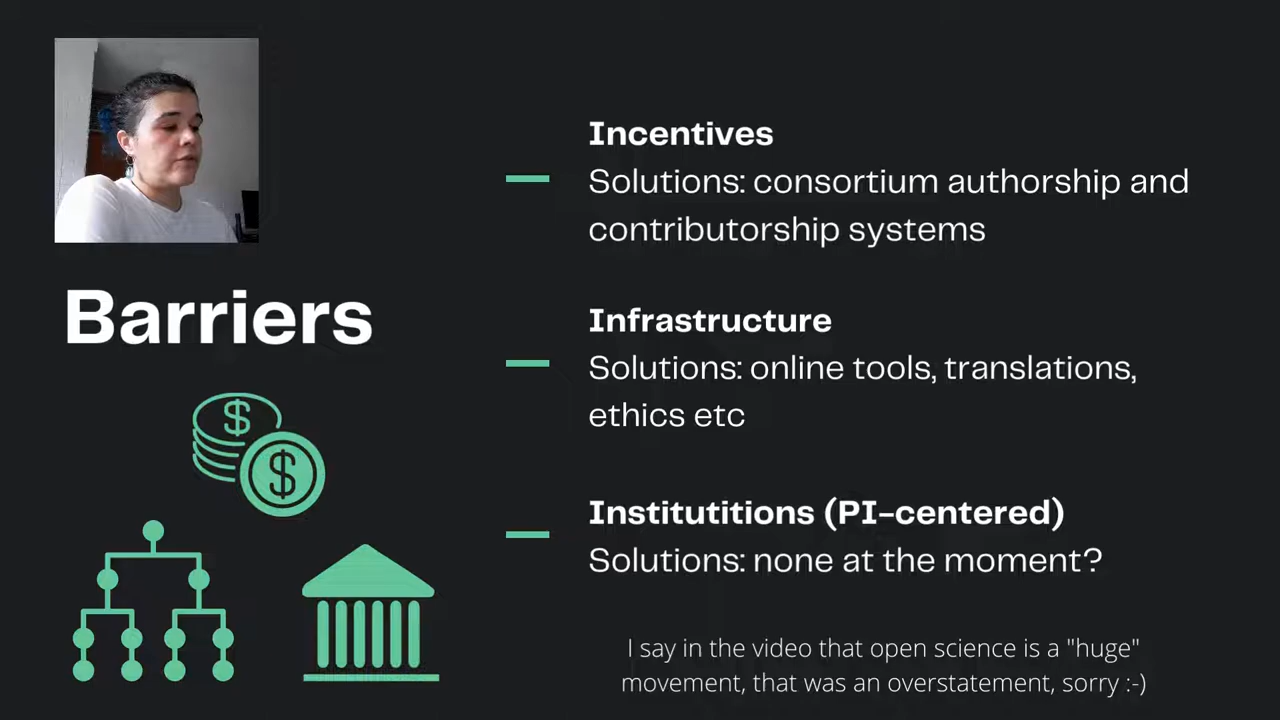 Barriers
Incentives
Solutions: consortium authorship and
contributorship systems
Infrastructure
Solutions: online tools, translations,
ethics etc
Institutitions (PI-centered)
Solutions: none at the moment?
I say in the video that open science is a "huge"
movement, that was an overstatement, sorry :-)
$
$